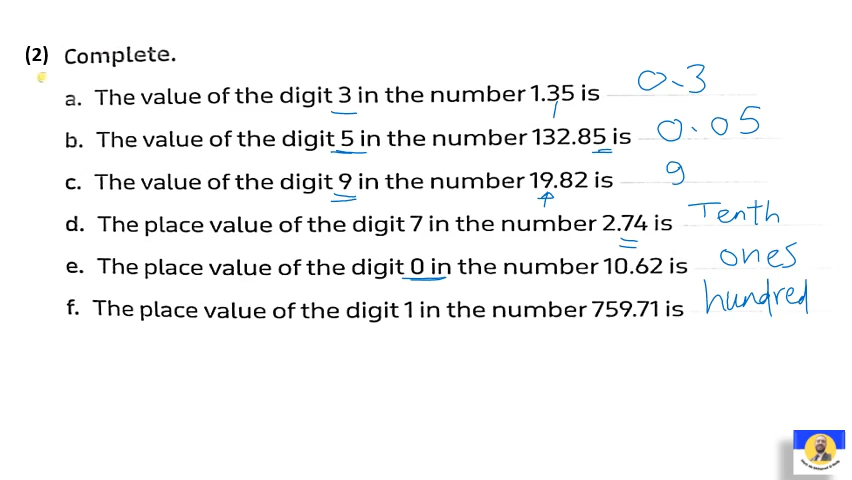 (2) Complete.
a. The value of the digit 3 in the number 1.35 is 0.3
b. The value of the digit 5 in the number 132.85 is 0.05
c. The value of the digit 9 in the number 19.82 is 9
d. The place value of the digit 7 in the number 2.74 is Tenth
e. The place value of the digit 0 in the number 10.62 is ones
f. The place value of the digit 1 in the number 759.71 is hundred